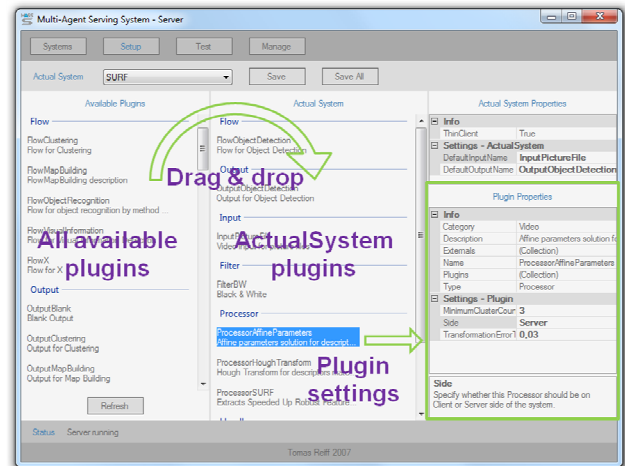 Multi-Agent Serving System - Server
Systems
Setup
Test
Manage
Actual System
SURF
Save
Save All
Available Plugins
Flow
FlowClustering
Flow for Clustering
FlowMapBuilding
FlowMapBuilding description
FlowObjectRecognition
Flow for object recognition by method ...
FlowVisualInformation
FlowX
Flow for X
Output
OutputBlank
Blank Output
OutputClustering
Output for Clustering
OutputMapBuilding
Output for Map Building
Refresh
All available
plugins
Drag & drop
Actual System
Flow
FlowObjectDetection
Flow for Object Detection
Output
OutputObjectDetection
Output for Object Detection
Input
InputPictureFile
Filter
FilterBW
Black & White
Processor
ProcessorAffineParameters
Affine parameters solution for descript...
ProcessorHoughTransform
Hough Transform for descriptors
ProcessorSURF
Extracts Speeded Up Robust Feature
ActualSystem
plugins
Plugin
settings
Actual System Properties
Info
ThinClient True
Settings - ActualSystem
DefaultInputName InputPictureFile
DefaultOutputName OutputObjectDetection
Plugin Properties
Info
Category Video
Description Affine parameters solution fo
Externals (Collection)
Name ProcessorAffineParameters
Plugins (Collection)
Type Processor
Settings - Plugin
MinimumClusterCour 3
Side Server
TransformationErrorT 0,03
Side
Specify whether this Processor should be on
Client or Server side of the system.
Status Server running
Tomas Reiff 2007